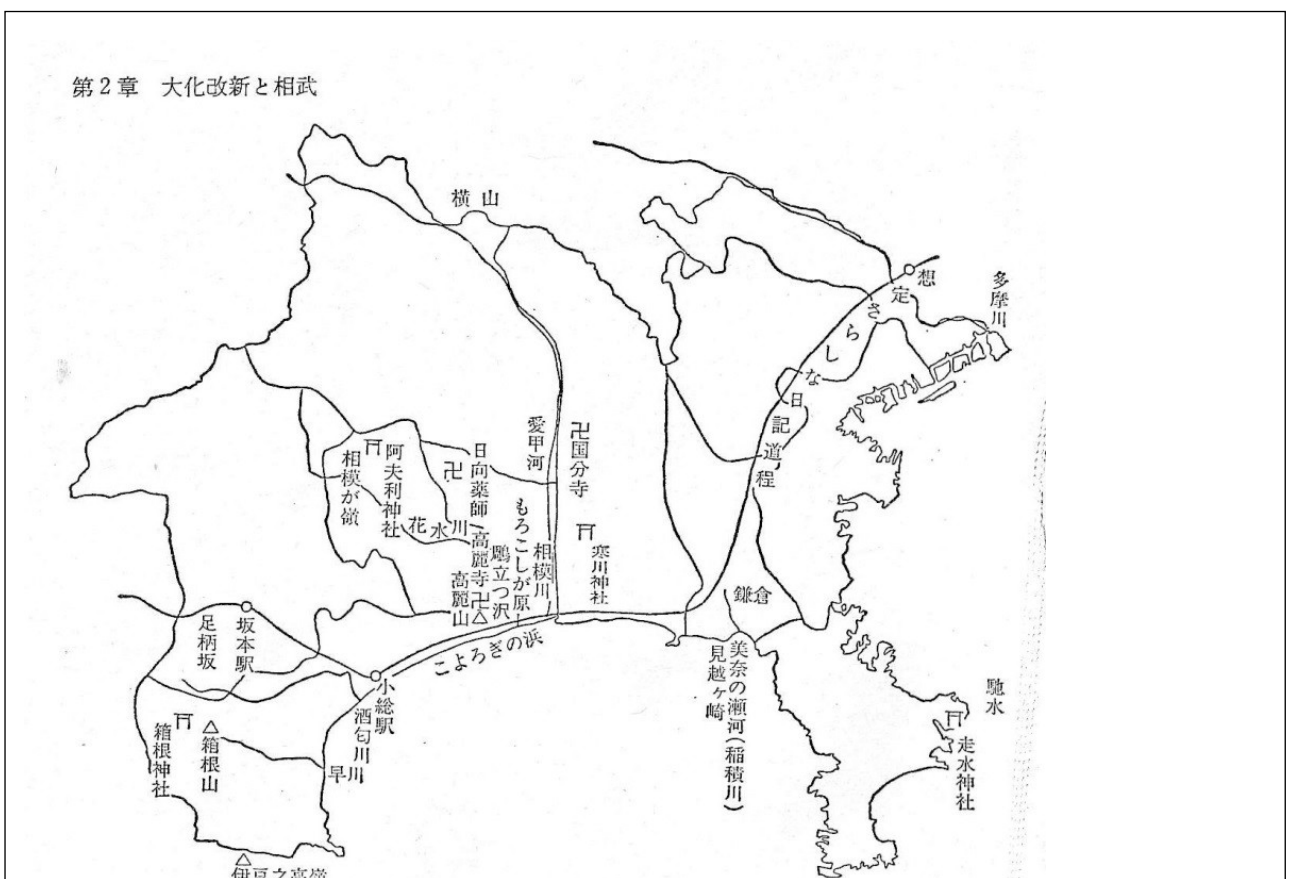 第2章 大化改新と相武
横山
想定さらしな日記道程
多摩川
愛甲河
卍国分寺
阿夫利神社
相模が嶺
日向薬師
卍
花水川
もろこしが原
相模川
寒川神社
高麗寺卍
高麗山
鎌倉
こよろぎの浜
足柄坂
坂本駅
小総駅
酒匂川
早川
箱根神社
箱根山
美奈の瀬河(稲積川)
見越ヶ崎
馳水
走水神社
伊豆之高嶺